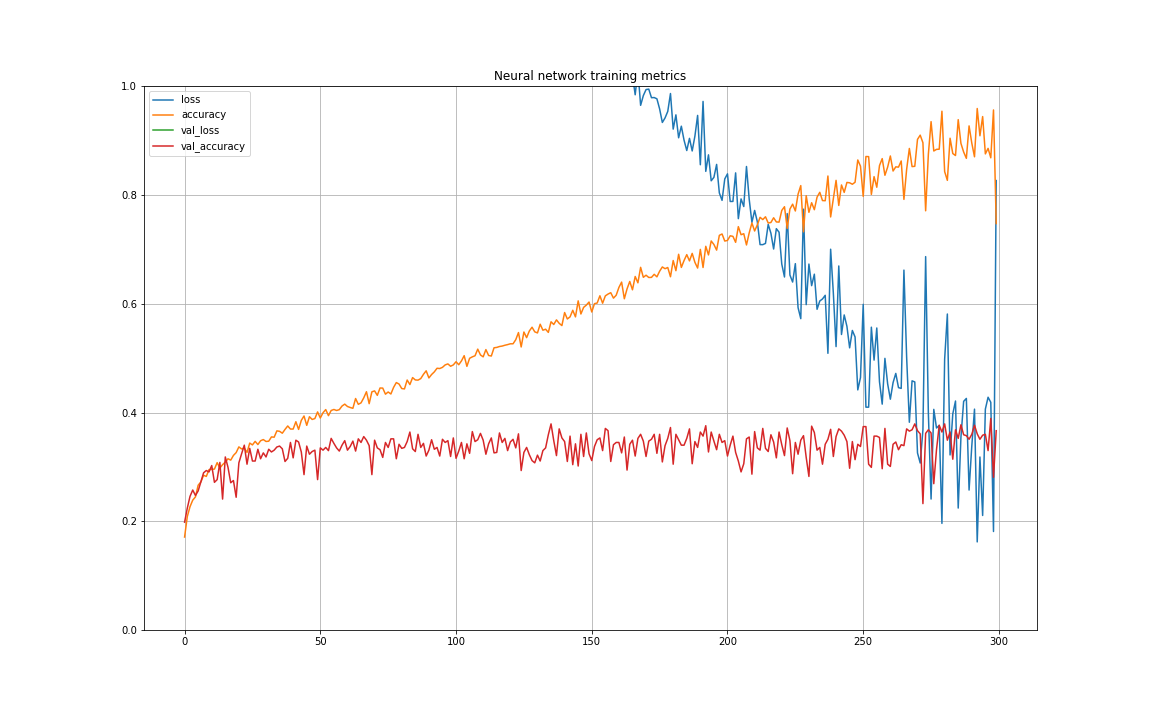 Neural network training metrics
1.0
loss
accuracy
val_loss
val_accuracy
0.8
0.6
0.4
0.2
0.0
0 50 100 150 200 250 300